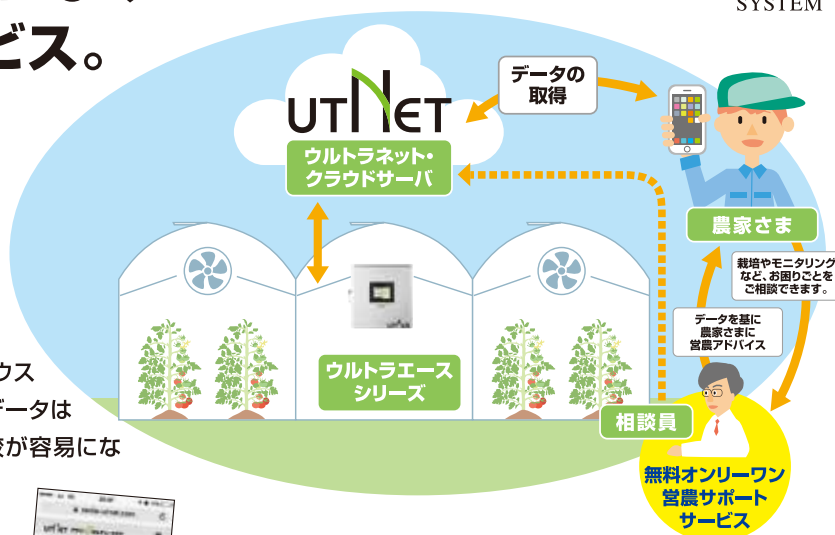 SYSTEM
ビス。
データの
取得
UTNET
ウルトラネット・
クラウドサーバ
農家さま
栽培やモニタリング
など、お困りごとを
ご相談できます。
データを基に
農家さまに
営農アドバイス
ウルトラエース
シリーズ
ウス
データは
が容易にな
相談員
無料オンリーワン
営農サポート
サービス